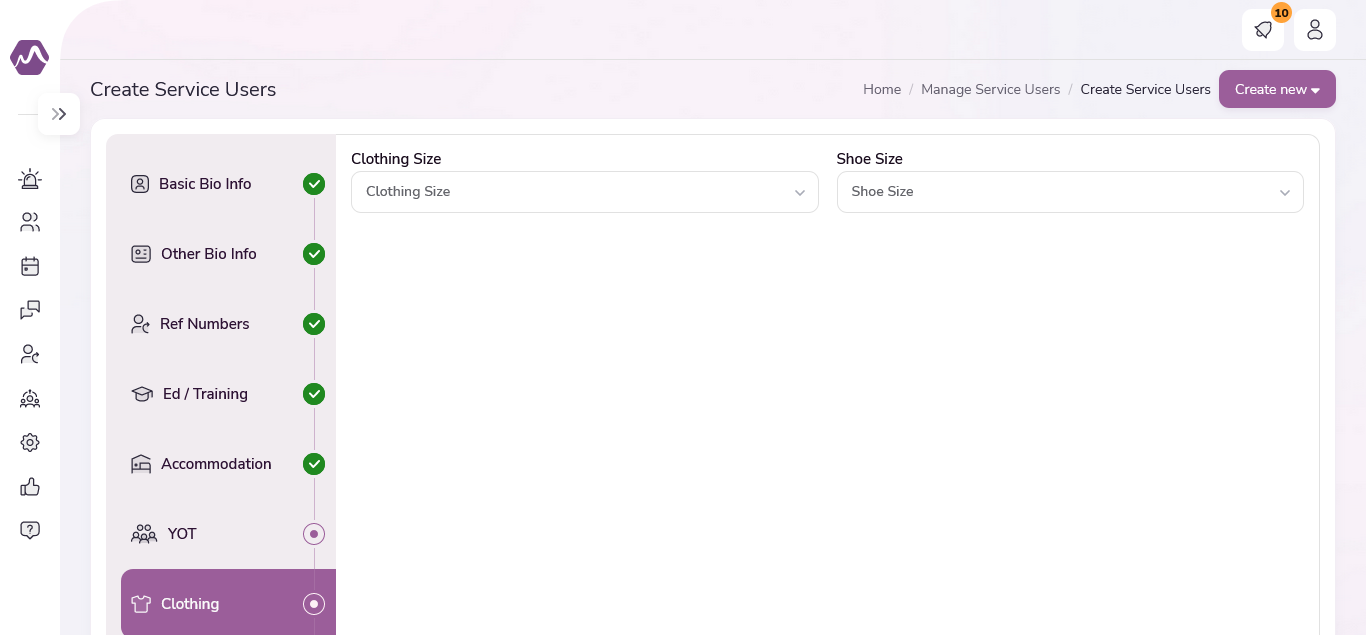 10
Create Service Users
Home / Manage Service Users / Create Service Users
Create new
Basic Bio Info
Other Bio Info
Ref Numbers
Ed / Training
Accommodation
YOT
Clothing
Clothing Size
Clothing Size
Shoe Size
Shoe Size